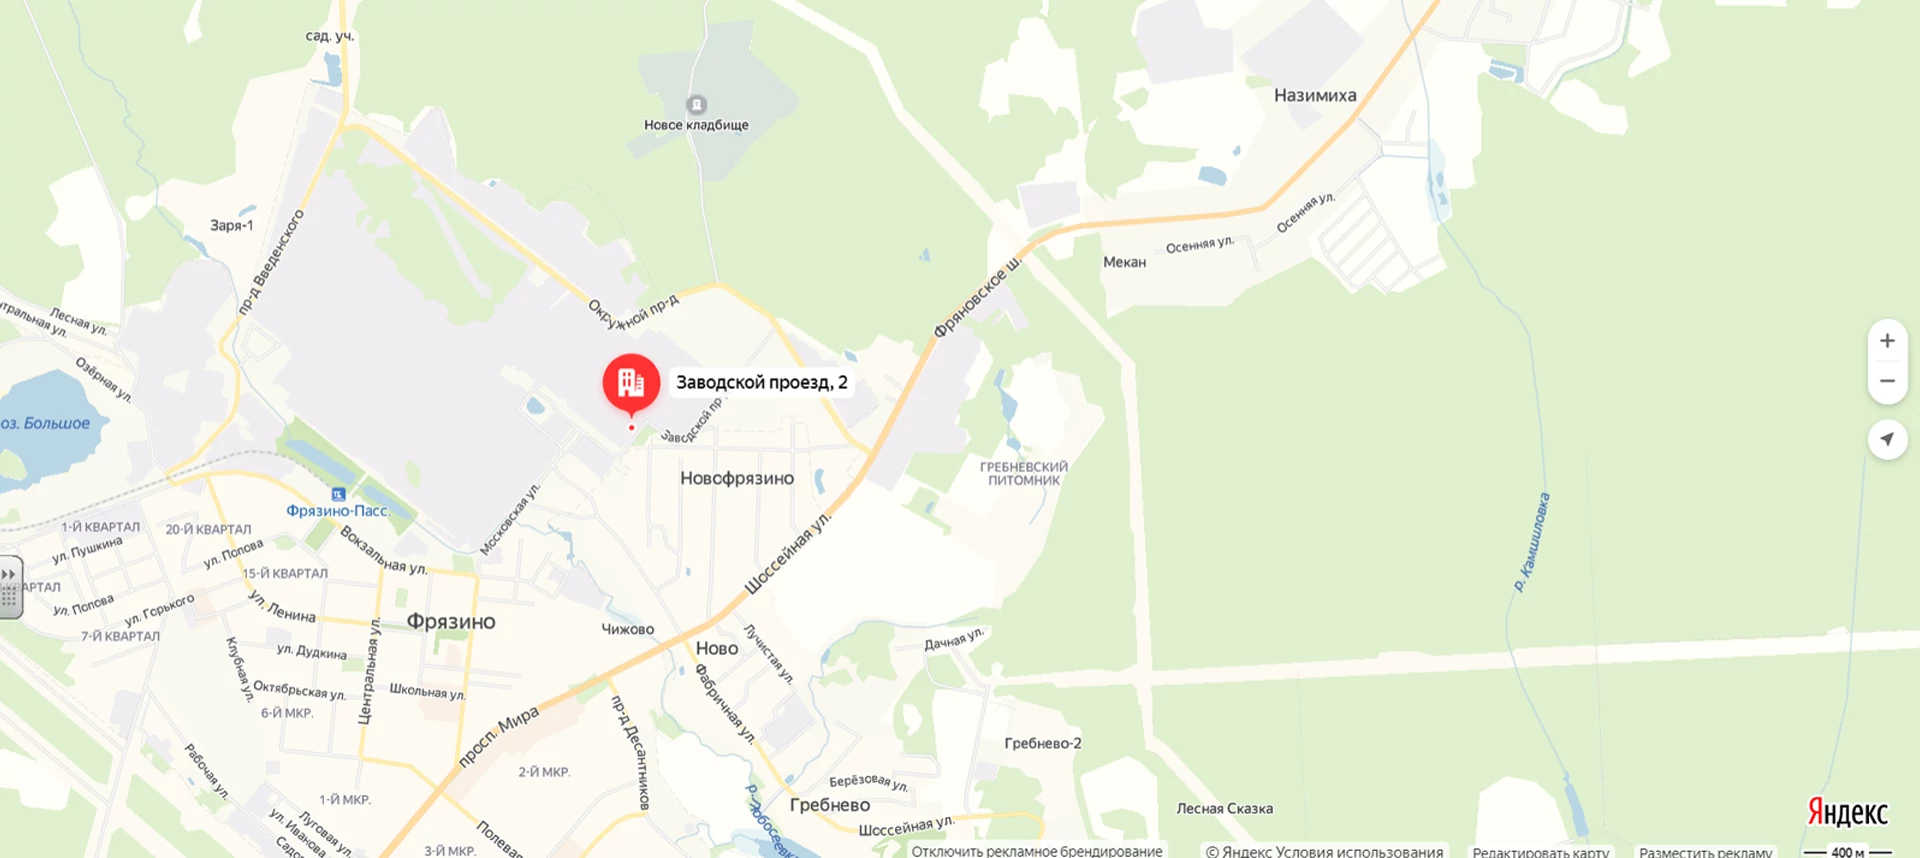 сад. уч.
Новое кладбище
Назимиха
Заря-1
пр-д Введенского
Осенняя ул.
Осенняя ул.
Мекан
Лесная ул.
Озёрная ул.
Окружной пр-д
Фряновское ш.
Заводской проезд, 2
оз. Большое
Заводской пр
Новофрязино
ГРЕБНЕВСКИЙ
ПИТОМНИК
Фрязино-Пасс.
Московская ул.
1-Й КВАРТАЛ
20-Й КВАРТАЛ
Вокзальная ул.
ул. Пушкина
ул. Попова
15-Й КВАРТАЛ
Шоссейная ул.
р. Камшиловка
ул. Попова
ул. Горького
ул. Ленина
Фрязино
7-Й КВАРТАЛ
Чижово
Ново
Лучистая ул.
Дачная ул.
Клубная ул.
ул. Дудкина
Центральная ул.
Октябрьская ул.
Школьная ул.
6-Й МКР.
Фабричная ул.
просп. Мира
пр-д Десантников
Рабочая ул.
2-Й МКР.
Гребнево-2
1-Й МКР.
Берёзовая ул.
Гребнево
Лесная Сказка
Луговая ул.
ул. Иванова
Полевая
Шоссейная ул.
3-Й МКР.
Яндекс
Отключить рекламное брендирование
© Яндекс Условия использования
Редактировать карту
Разместить рекламу
400 м